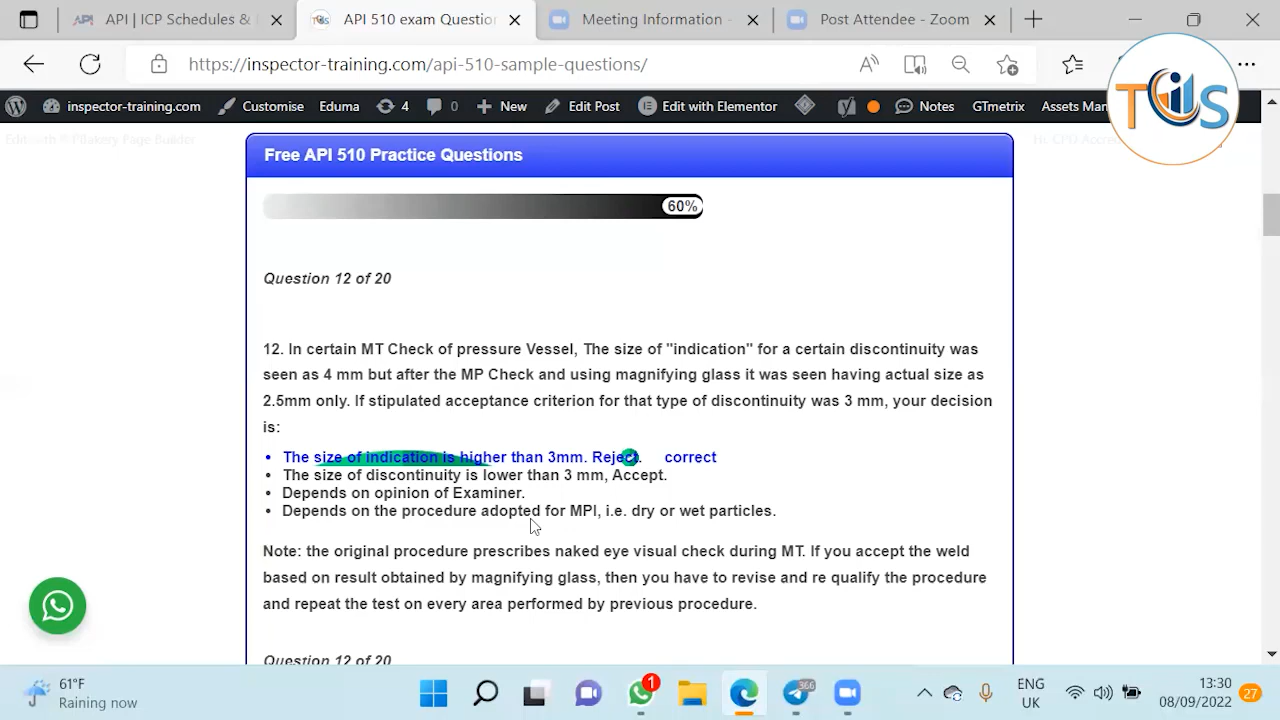 API | ICP Schedules &
API 510 exam Questio
Meeting Information -
Post Attendee - Zoom
https://inspector-training.com/api-510-sample-questions/
TCILS
inspector-training.com
Customise
Eduma
4
0
New
Edit Post
Edit with Elementor
Notes
GTmetrix
Assets Man
Free API 510 Practice Questions
60%
Question 12 of 20
12. In certain MT Check of pressure Vessel, The size of "indication" for a certain discontinuity was
seen as 4 mm but after the MP Check and using magnifying glass it was seen having actual size as
2.5mm only. If stipulated acceptance criterion for that type of discontinuity was 3 mm, your decision
is:
• The size of indication is higher than 3mm. Reject. correct
• The size of discontinuity is lower than 3 mm, Accept.
• Depends on opinion of Examiner.
• Depends on the procedure adopted for MPI, i.e. dry or wet particles.
Note: the original procedure prescribes naked eye visual check during MT. If you accept the weld
based on result obtained by magnifying glass, then you have to revise and re qualify the procedure
and repeat the test on every area performed by previous procedure.
Question 12 of 20
61°F
Raining now
1
366
ENG
UK
13:30
08/09/2022
27